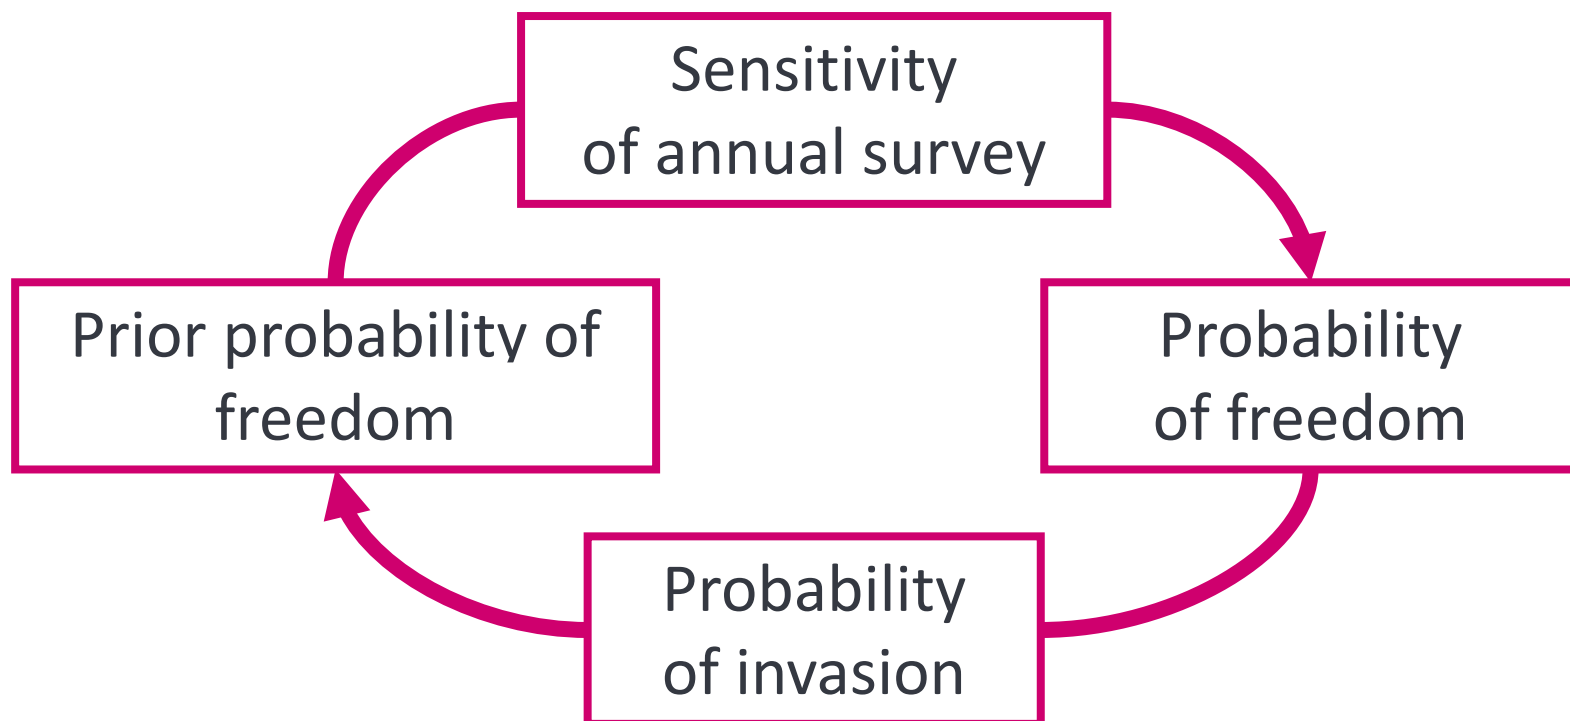 Sensitivity
of annual survey
Prior probability of
freedom
Probability
of freedom
Probability
of invasion